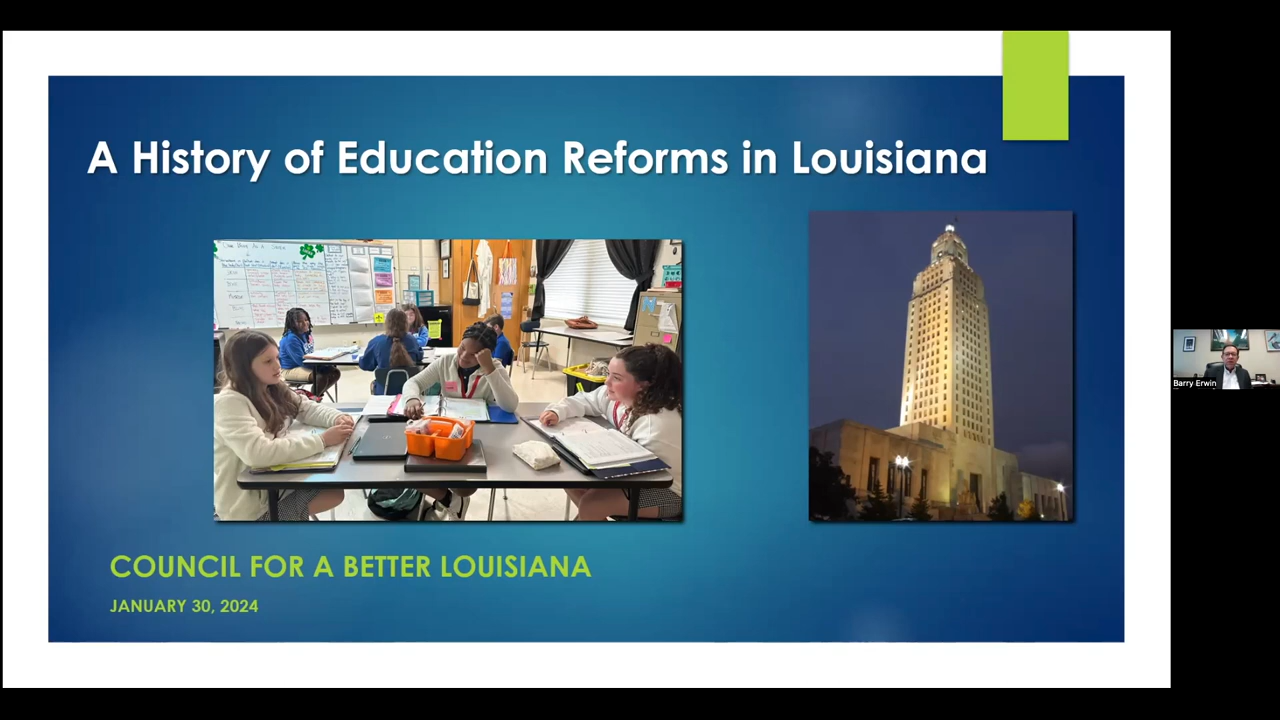 A History of Education Reforms in Louisiana
COUNCIL FOR A BETTER LOUISIANA
JANUARY 30, 2024
Barry Erwin